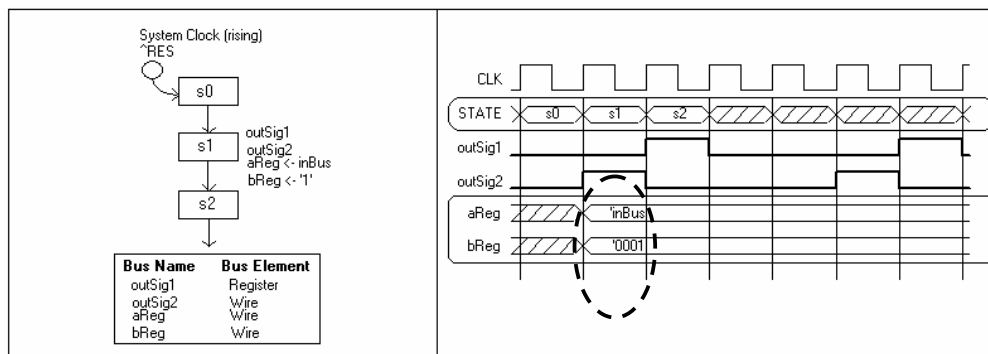 System Clock (rising)
^RES
s0
s1
outSig1
outSig2
aReg <- inBus
bReg <- '1'
s2
Bus Name Bus Element
outSig1 Register
outSig2 Wire
aReg Wire
bReg Wire
CLK
STATE s0 s1 s2
outSig1
outSig2
aReg 'inBus
bReg '0001